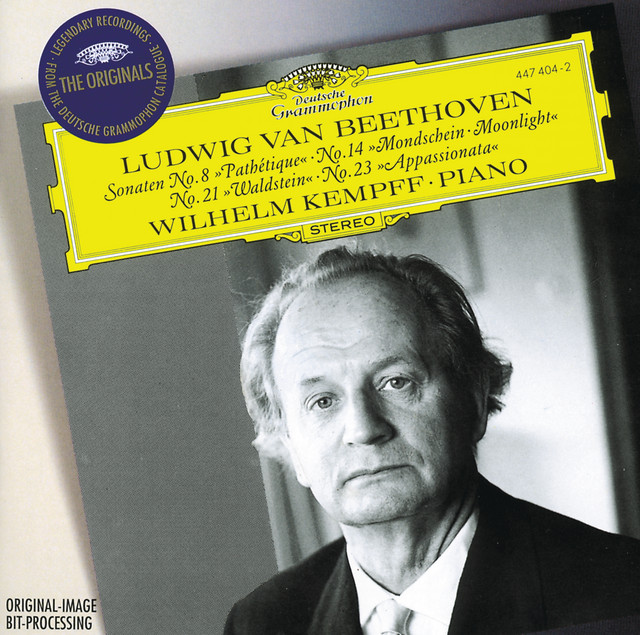 LEGENDARY RECORDINGS ·
· FROM THE DEUTSCHE GRAMMOPHON CATALOGUE ·
THE ORIGINALS
447 404-2
Deutsche
Grammophon
LUDWIG VAN BEETHOVEN
Sonaten No. 8 »Pathétique« · No. 14 »Mondschein · Moonlight«
No. 21 »Waldstein« · No. 23 »Appassionata«
WILHELM KEMPFF · PIANO
STEREO
ORIGINAL-IMAGE
BIT-PROCESSING